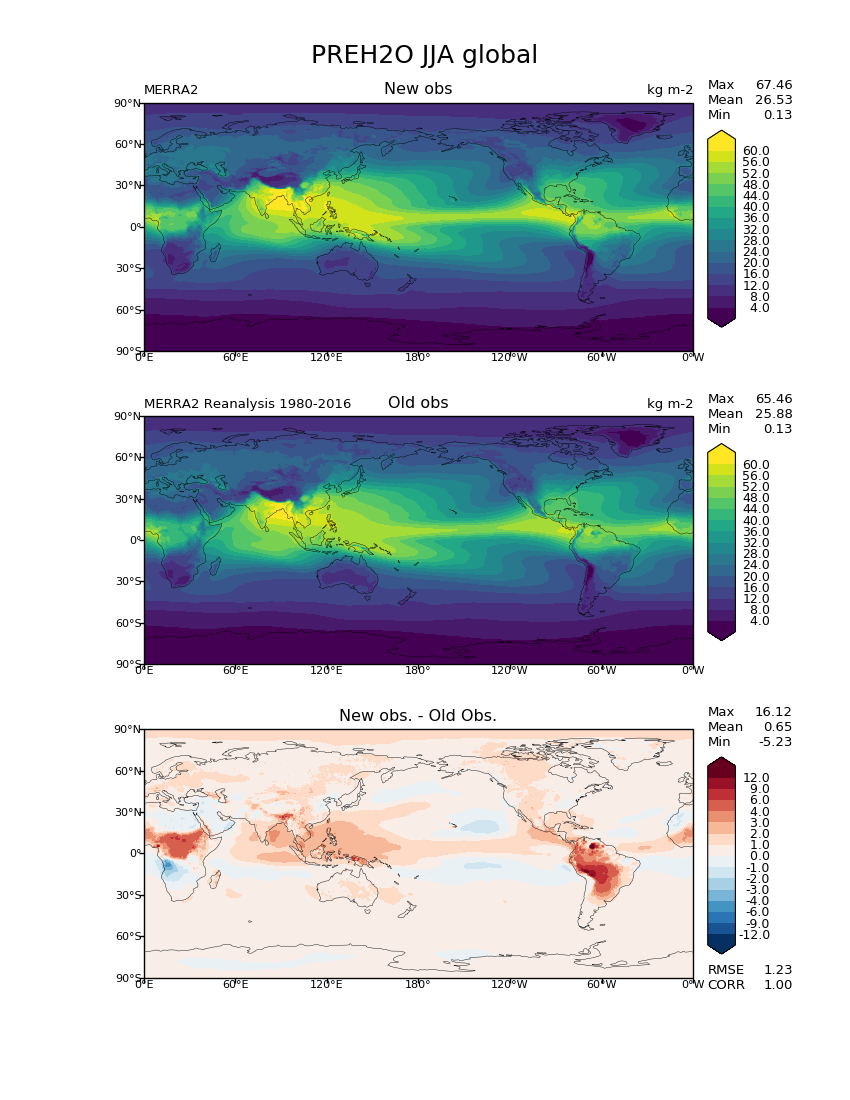 PREH2O JJA global
MERRA2 New obs kg m-2
Max 67.46
Mean 26.53
Min 0.13
90°N
60°N
30°N
0°
30°S
60°S
90°S
0°E 60°E 120°E 180° 120°W 60°W 0°W
60.0
56.0
52.0
48.0
44.0
40.0
36.0
32.0
28.0
24.0
20.0
16.0
12.0
8.0
4.0
MERRA2 Reanalysis 1980-2016 Old obs kg m-2
Max 65.46
Mean 25.88
Min 0.13
90°N
60°N
30°N
0°
30°S
60°S
90°S
0°E 60°E 120°E 180° 120°W 60°W 0°W
60.0
56.0
52.0
48.0
44.0
40.0
36.0
32.0
28.0
24.0
20.0
16.0
12.0
8.0
4.0
New obs. - Old Obs.
Max 16.12
Mean 0.65
Min -5.23
90°N
60°N
30°N
0°
30°S
60°S
90°S
0°E 60°E 120°E 180° 120°W 60°W 0°W
12.0
9.0
6.0
4.0
3.0
2.0
1.0
0.0
-1.0
-2.0
-3.0
-4.0
-6.0
-9.0
-12.0
RMSE 1.23
CORR 1.00